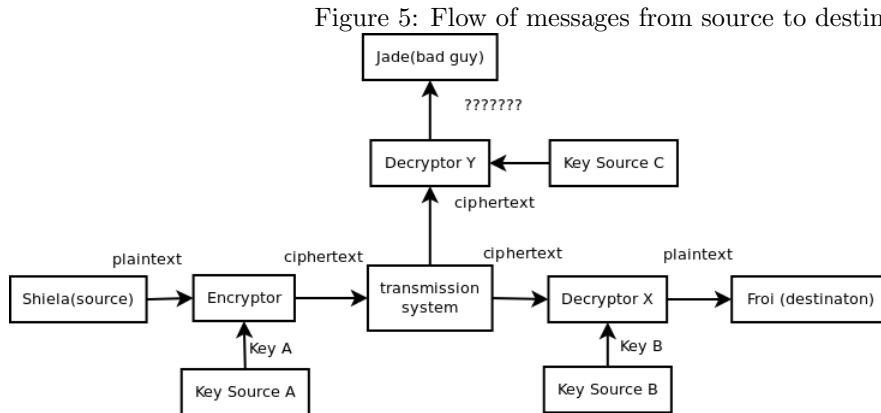 Figure 5: Flow of messages from source to destin
Jade(bad guy)
???????
Decryptor Y
Key Source C
ciphertext
plaintext
ciphertext
ciphertext
plaintext
Shiela(source)
Encryptor
transmission
system
Decryptor X
Froi (destinaton)
Key A
Key B
Key Source A
Key Source B